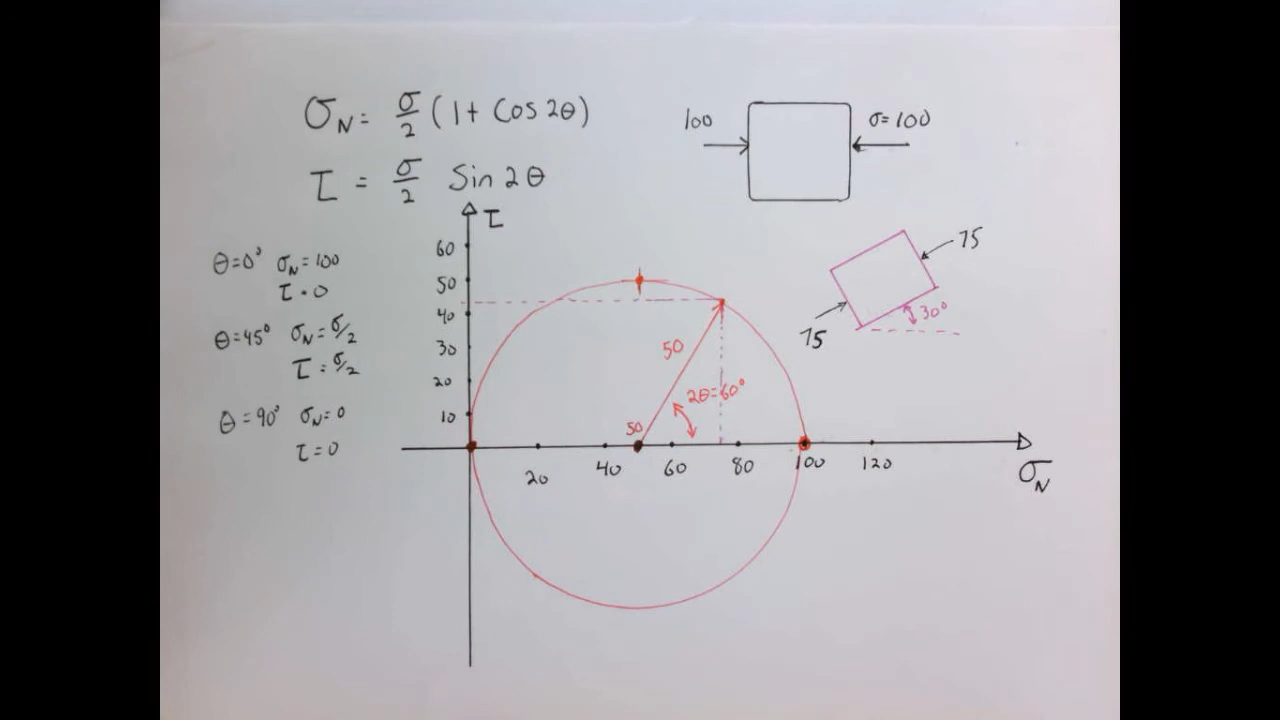 σN = σ/2 (1 + Cos 2θ)
τ = σ/2 Sin 2θ
100
σ = 100
θ=0° σN = 100
τ = 0
θ=45° σN = σ/2
τ = σ/2
θ = 90° σN = 0
τ = 0
τ
60
50
40
30
20
10
50
2θ=60°
50
20
40
60
80
100
120
σN
75
75
30°